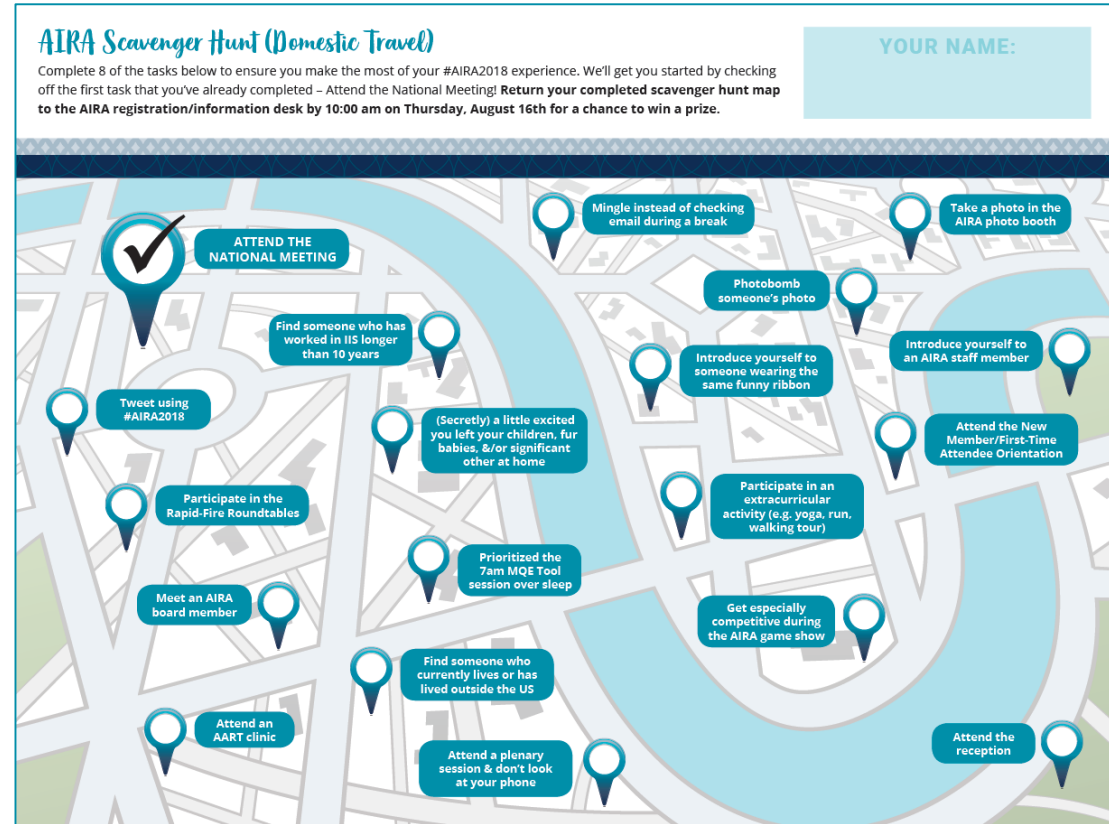 AIRA Scavenger Hunt (Domestic Travel)
YOUR NAME:
Complete 8 of the tasks below to ensure you make the most of your #AIRA2018 experience. We'll get you started by checking
off the first task that you've already completed – Attend the National Meeting! Return your completed scavenger hunt map
to the AIRA registration/information desk by 10:00 am on Thursday, August 16th for a chance to win a prize.
ATTEND THE
NATIONAL MEETING
Mingle instead of checking
email during a break
Take a photo in the
AIRA photo booth
Photobomb
someone's photo
Find someone who has
worked in IIS longer
than 10 years
Introduce yourself to
someone wearing the
same funny ribbon
Introduce yourself to
an AIRA staff member
Tweet using
#AIRA2018
(Secretly) a little excited
you left your children, fur
babies, &/or significant
other at home
Attend the New
Member/First-Time
Attendee Orientation
Participate in the
Rapid-Fire Roundtables
Participate in an
extracurricular
activity (e.g. yoga, run,
walking tour)
Prioritized the
7am MQE Tool
session over sleep
Meet an AIRA
board member
Get especially
competitive during
the AIRA game show
Find someone who
currently lives or has
lived outside the US
Attend an
AART clinic
Attend a plenary
session & don't look
at your phone
Attend the
reception